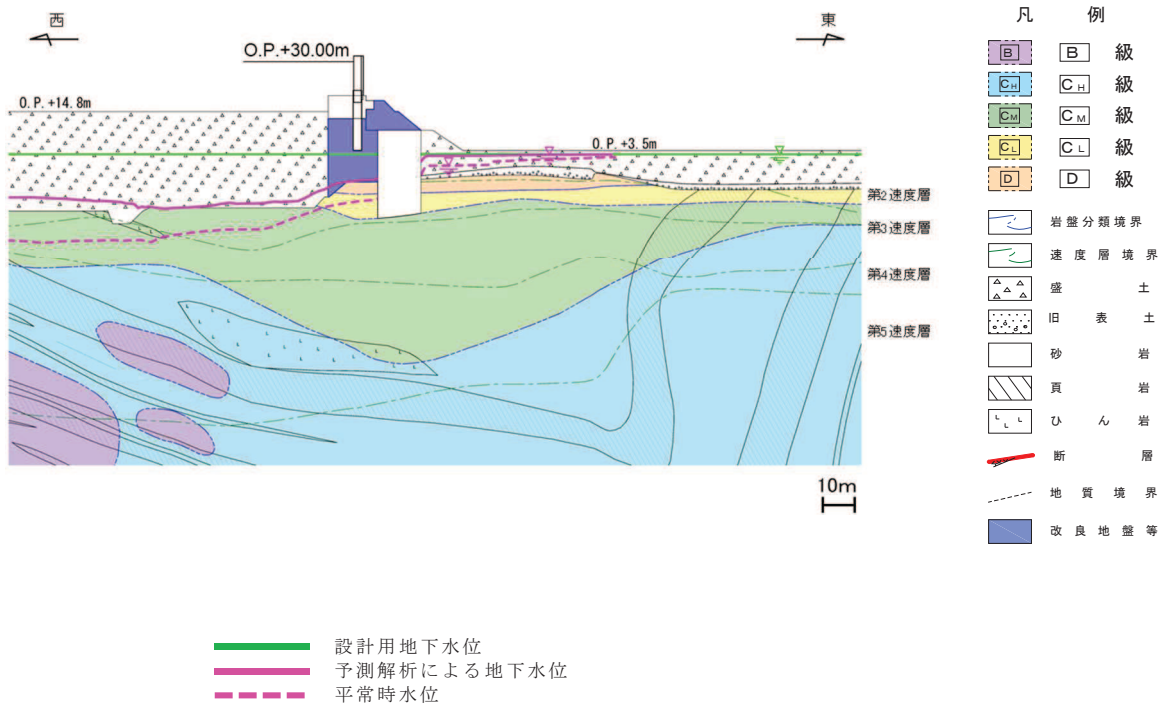 西
東
O.P.+30.00m
O.P.+14.8m
O.P.+3.5m
第2速度層
第3速度層
第4速度層
第5速度層
10m
凡 例
B B 級
CH CH 級
CM CM 級
CL CL 級
D D 級
岩盤分類境界
速度層境界
盛土
旧表土
砂岩
頁岩
ひん岩
断層
地質境界
改良地盤等
設計用地下水位
予測解析による地下水位
平常時水位